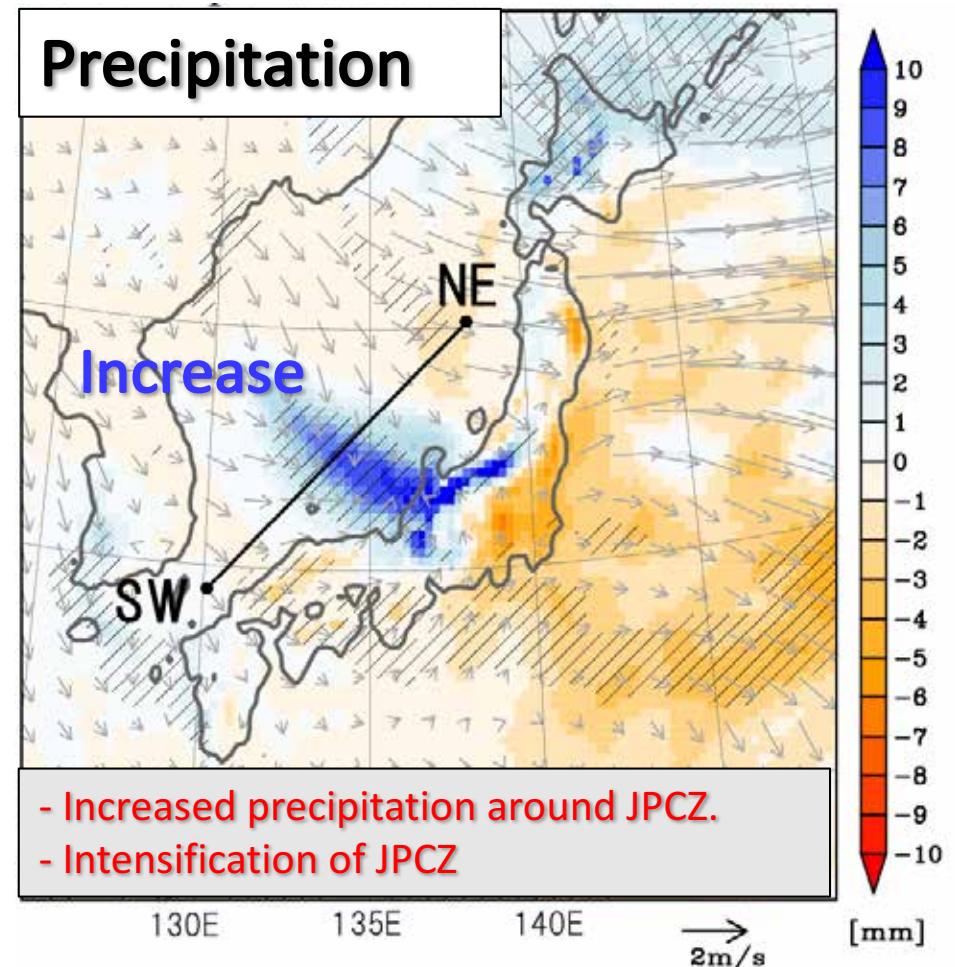 Precipitation
NE
Increase
SW
- Increased precipitation around JPCZ.
- Intensification of JPCZ
130E 135E 140E
2m/s
[mm]
10
9
8
7
6
5
4
3
2
1
0
-1
-2
-3
-4
-5
-6
-7
-8
-9
-10